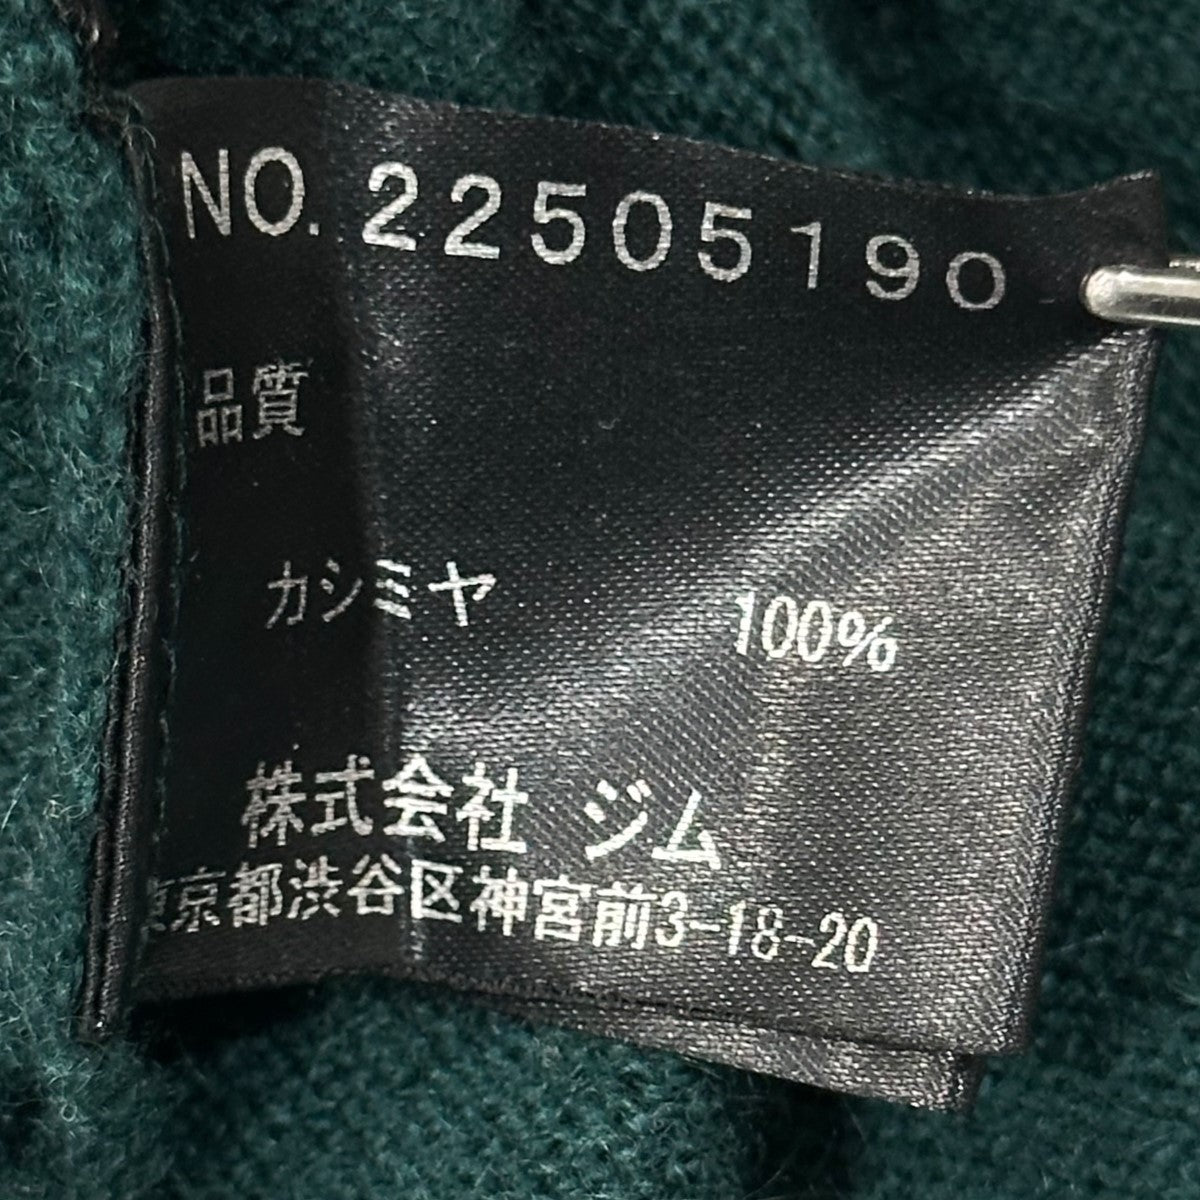 NO. 22505190
品質
カシミヤ 100%
株式会社 ジム
東京都渋谷区神宮前3-18-20